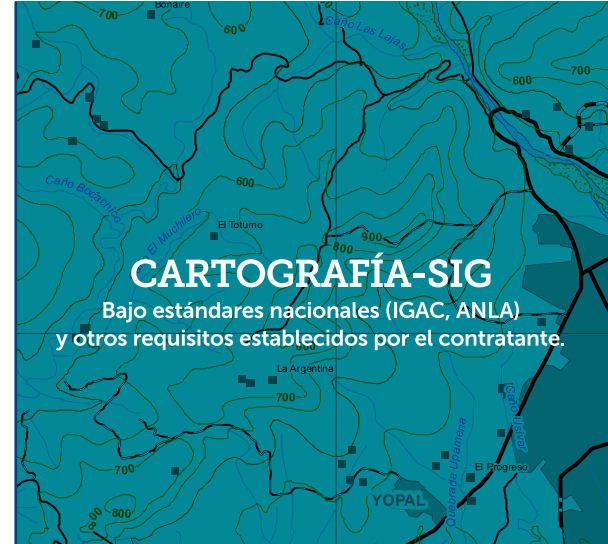 Bonaire
700
600
Caño Las Lajas
600
700
Caño Bocachico
600
El Muchilero
El Totumo
900
800
CARTOGRAFÍA-SIG
Bajo estándares nacionales (IGAC, ANLA)
y otros requisitos establecidos por el contratante.
600
La Argentina
700
Caño Usivar
Quebrada Upamena
El Progreso
700
YOPAL
800
800